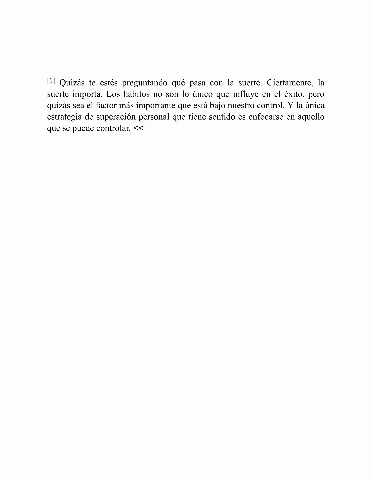 [1] Quizás te estés preguntando qué pasa con la suerte. Ciertamente, la
suerte importa. Los hábitos no son lo único que influye en el éxito, pero
quizás sea el factor más importante que está bajo nuestro control. Y la única
estrategia de superación personal que tiene sentido es enfocarse en aquello
que se puede controlar. <<